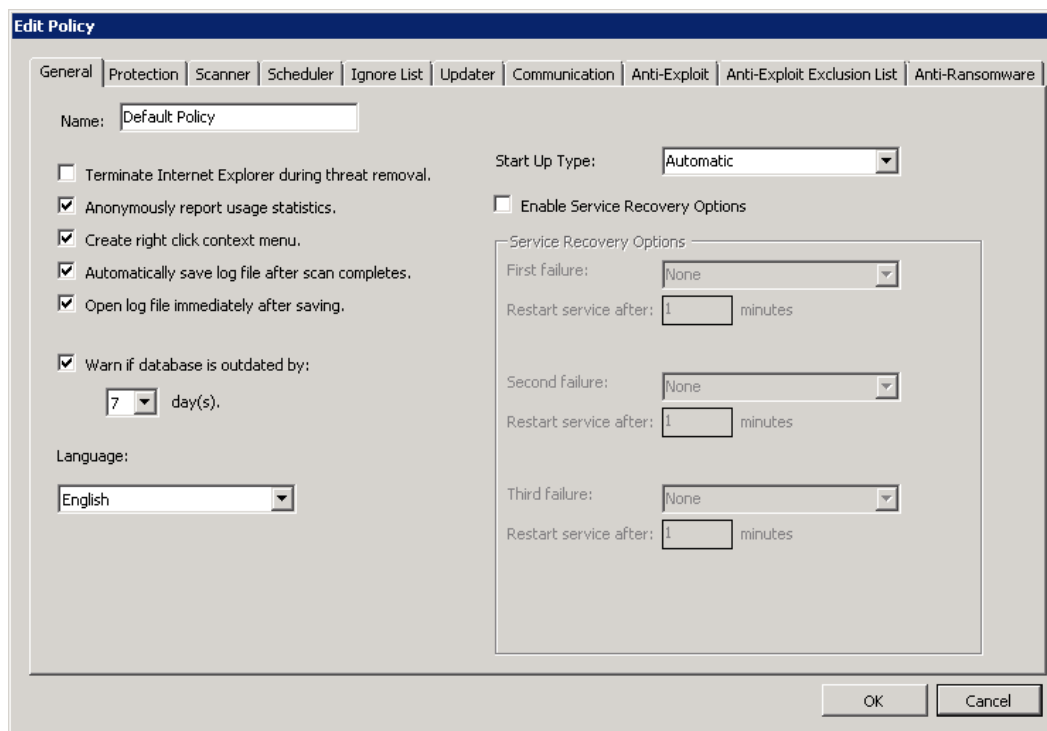 Edit Policy
General Protection Scanner Scheduler Ignore List Updater Communication Anti-Exploit Anti-Exploit Exclusion List Anti-Ransomware
Name: Default Policy
Terminate Internet Explorer during threat removal.
Anonymously report usage statistics.
Create right click context menu.
Automatically save log file after scan completes.
Open log file immediately after saving.
Warn if database is outdated by:
7 day(s).
Language:
English
Start Up Type: Automatic
Enable Service Recovery Options
Service Recovery Options
First failure: None
Restart service after: 1 minutes
Second failure: None
Restart service after: 1 minutes
Third failure: None
Restart service after: 1 minutes
OK Cancel